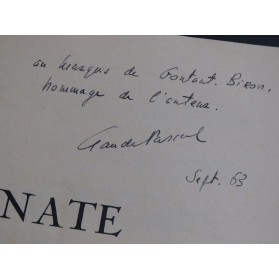 au Marquis de Gontaut-Biron,
hommage de l'auteur.
Claude Pascal
Sept. 63
NATE